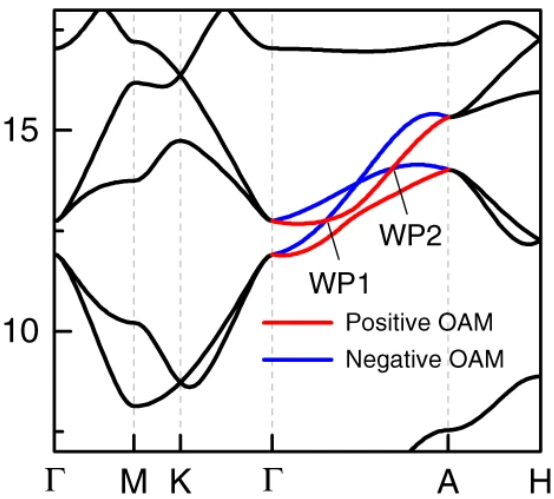 15
WP2
WP1
Positive OAM
10
Negative OAM
Γ M K Γ A H